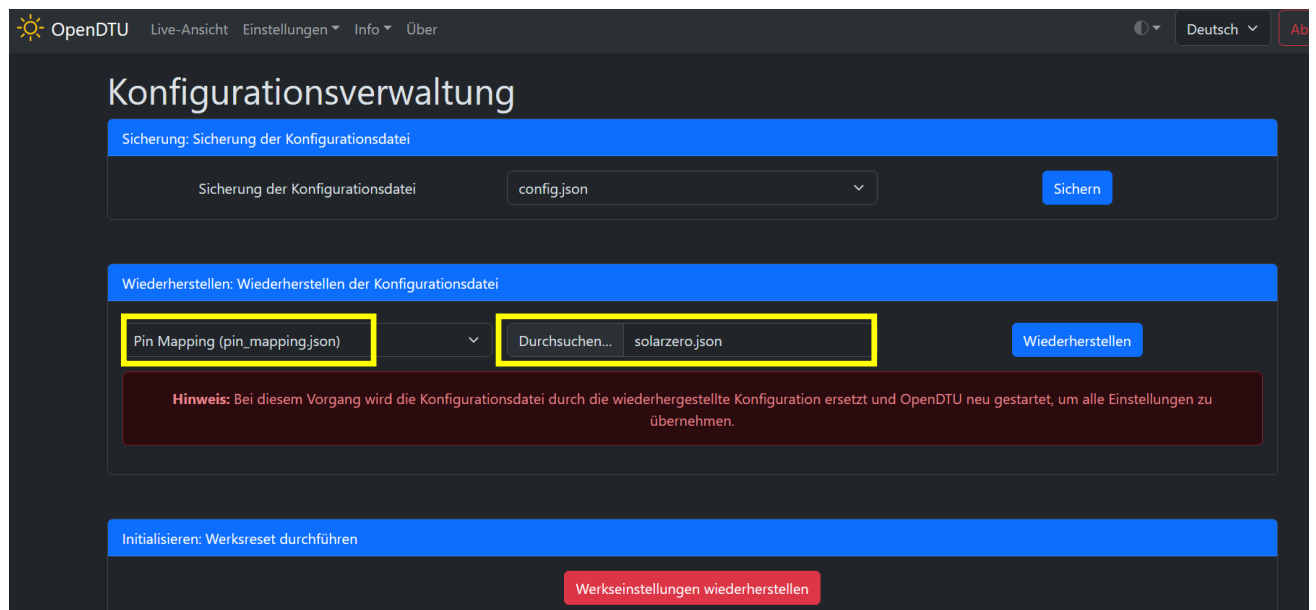 OpenDTU Live-Ansicht Einstellungen Info Über Deutsch Ab
Konfigurationsverwaltung
Sicherung: Sicherung der Konfigurationsdatei
Sicherung der Konfigurationsdatei config.json Sichern
Wiederherstellen: Wiederherstellen der Konfigurationsdatei
Pin Mapping (pin_mapping.json) Durchsuchen... solarzero.json Wiederherstellen
Hinweis: Bei diesem Vorgang wird die Konfigurationsdatei durch die wiederhergestellte Konfiguration ersetzt und OpenDTU neu gestartet, um alle Einstellungen zu
übernehmen.
Initialisieren: Werksreset durchführen
Werkseinstellungen wiederherstellen